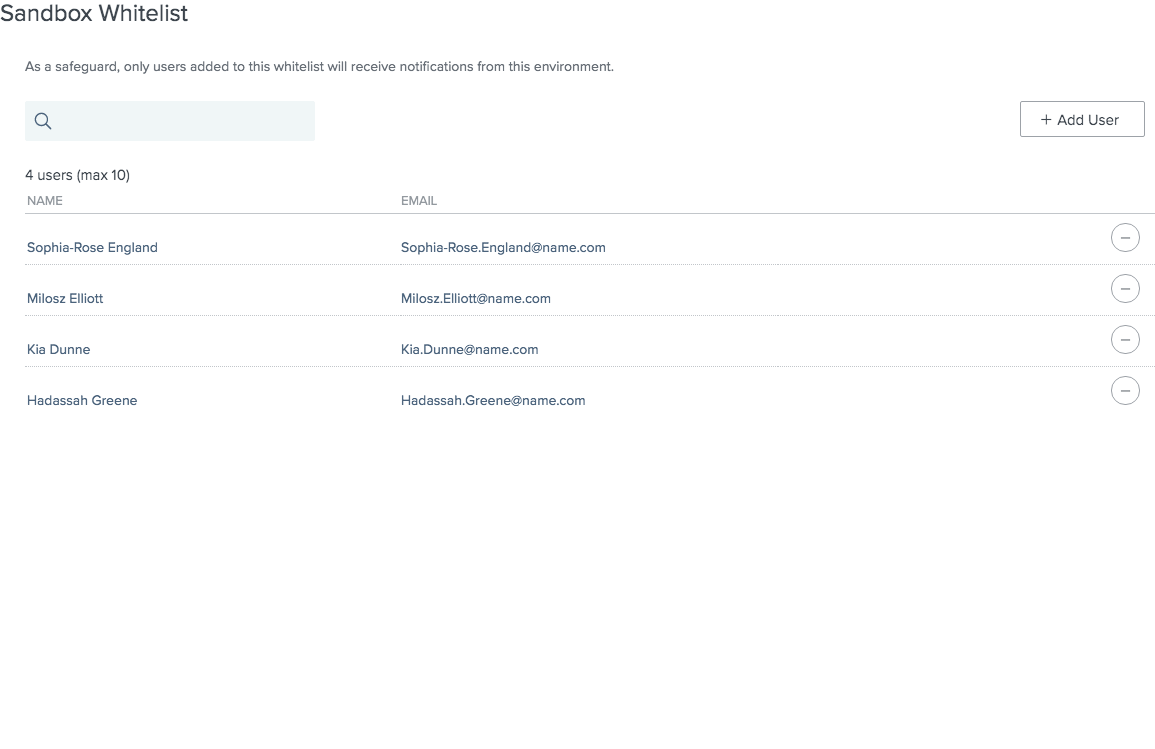 Sandbox Whitelist
As a safeguard, only users added to this whitelist will receive notifications from this environment.
+ Add User
4 users (max 10)
NAME EMAIL
Sophia-Rose England Sophia-Rose.England@name.com
Milosz Elliott Milosz.Elliott@name.com
Kia Dunne Kia.Dunne@name.com
Hadassah Greene Hadassah.Greene@name.com